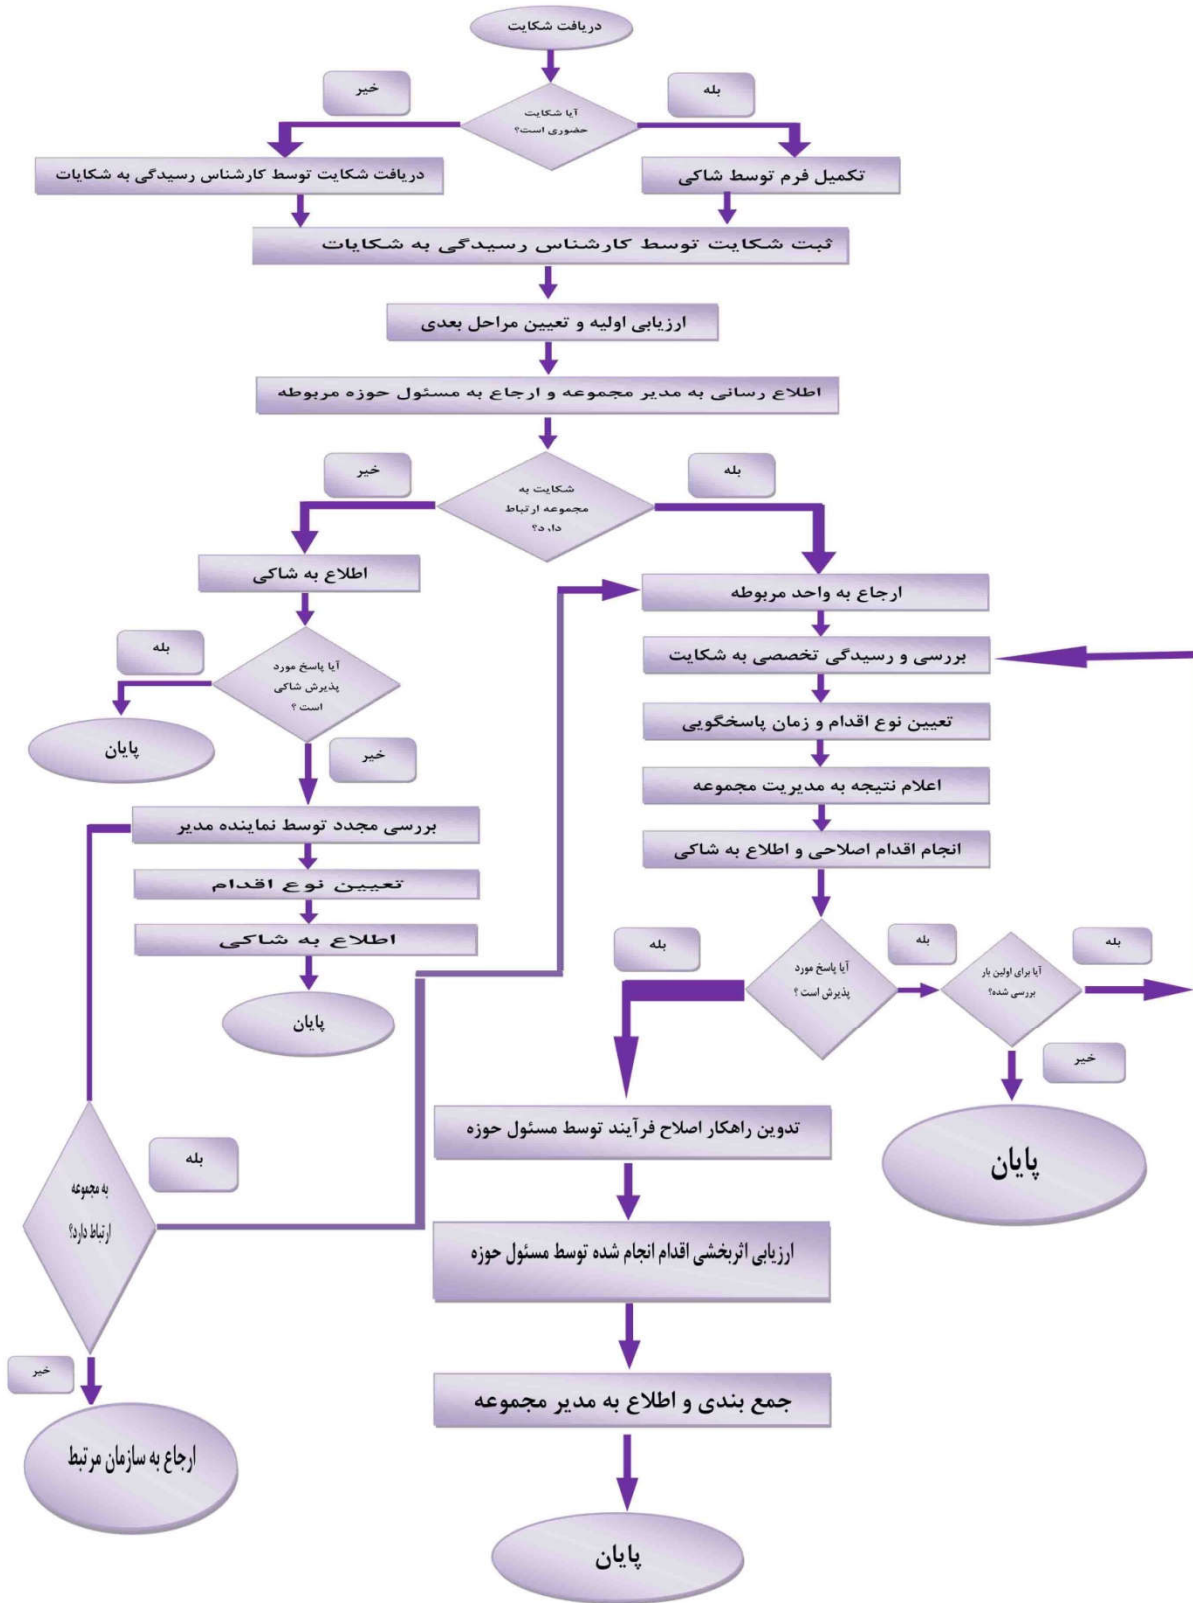 دریافت شکایت
خیر
بله
آیا شکایت
حضوری است؟
دریافت شکایت توسط کارشناس رسیدگی به شکایات
تکمیل فرم توسط شاکی
ثبت شکایت توسط کارشناس رسیدگی به شکایات
ارزیابی اولیه و تعیین مراحل بعدی
اطلاع رسانی به مدیر مجموعه و ارجاع به مسئول حوزه مربوطه
خیر
بله
شکایت به
مجموعه ارتباط
دارد؟
اطلاع به شاکی
ارجاع به واحد مربوطه
بله
آیا پاسخ مورد
پذیرش شاکی
است ؟
بررسی و رسیدگی تخصصی به شکایت
پایان
خیر
تعیین نوع اقدام و زمان پاسخگویی
اعلام نتیجه به مدیریت مجموعه
بررسی مجدد توسط نماینده مدیر
انجام اقدام اصلاحی و اطلاع به شاکی
تعیین نوع اقدام
اطلاع به شاکی
پایان
بله
آیا پاسخ مورد
پذیرش است ؟
بله
آیا برای اولین بار
بررسی شده؟
بله
خیر
پایان
تدوین راهکار اصلاح فرآیند توسط مسئول حوزه
بله
به مجموعه
ارتباط دارد؟
ارزیابی اثربخشی اقدام انجام شده توسط مسئول حوزه
خیر
جمع بندی و اطلاع به مدیر مجموعه
ارجاع به سازمان مرتبط
پایان